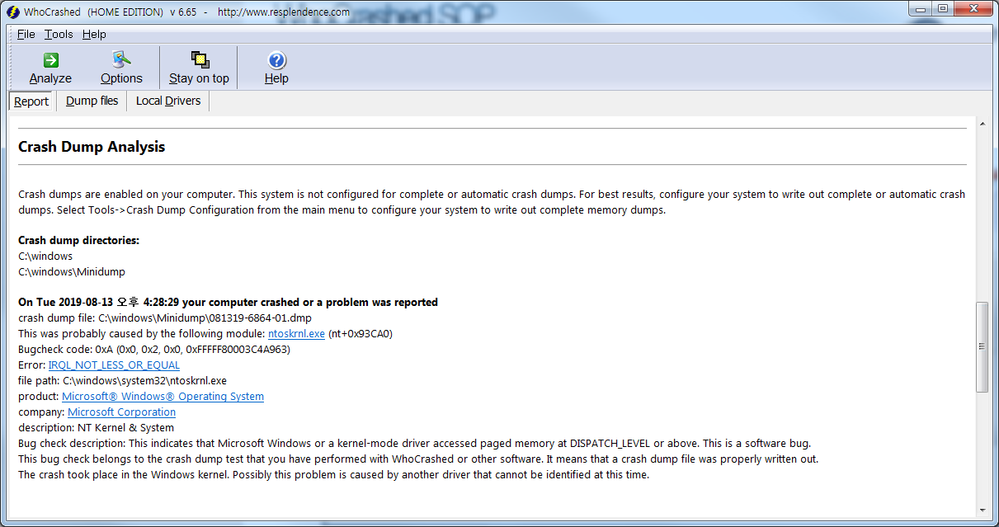 WhoCrashed (HOME EDITION) v 6.65 - http://www.resplendence.com
File Tools Help
Analyze Options Stay on top Help
Report Dump files Local Drivers
Crash Dump Analysis
Crash dumps are enabled on your computer. This system is not configured for complete or automatic crash dumps. For best results, configure your system to write out complete or automatic crash
dumps. Select Tools->Crash Dump Configuration from the main menu to configure your system to write out complete memory dumps.
Crash dump directories:
C:\windows
C:\windows\Minidump
On Tue 2019-08-13 오후 4:28:29 your computer crashed or a problem was reported
crash dump file: C:\windows\Minidump\081319-6864-01.dmp
This was probably caused by the following module: ntoskrnl.exe (nt+0x93CA0)
Bugcheck code: 0xA (0x0, 0x2, 0x0, 0xFFFFF80003C4A963)
Error: IRQL_NOT_LESS_OR_EQUAL
file path: C:\windows\system32\ntoskrnl.exe
product: Microsoft® Windows® Operating System
company: Microsoft Corporation
description: NT Kernel & System
Bug check description: This indicates that Microsoft Windows or a kernel-mode driver accessed paged memory at DISPATCH_LEVEL or above. This is a software bug.
This bug check belongs to the crash dump test that you have performed with WhoCrashed or other software. It means that a crash dump file was properly written out.
The crash took place in the Windows kernel. Possibly this problem is caused by another driver that cannot be identified at this time.